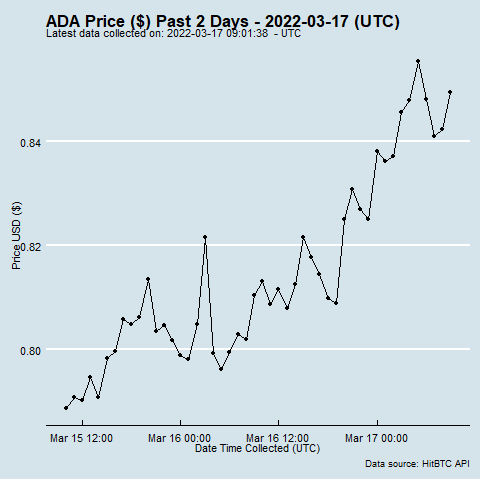 ADA Price ($) Past 2 Days - 2022-03-17 (UTC)
Latest data collected on: 2022-03-17 09:01:38  - UTC
Price USD ($)
0.84
0.82
0.80
Mar 15 12:00
Mar 16 00:00
Mar 16 12:00
Mar 17 00:00
Date Time Collected (UTC)
Data source: HitBTC API